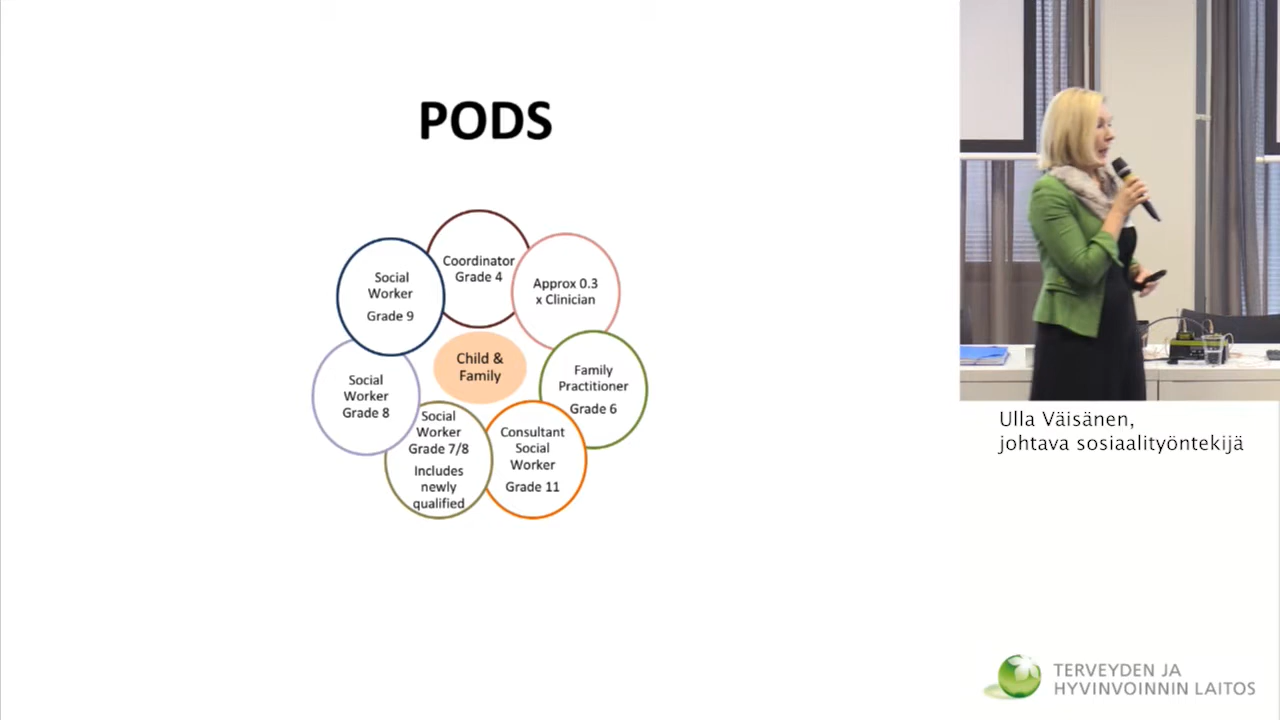 PODS
Coordinator
Grade 4
Approx 0.3
x Clinician
Family
Practitioner
Grade 6
Consultant
Social
Worker
Grade 11
Social
Worker
Grade 7/8
Includes
newly
qualified
Social
Worker
Grade 8
Social
Worker
Grade 9
Child &
Family
Ulla Väisänen,
johtava sosiaalityöntekijä
TERVEYDEN JA
HYVINVOINNIN LAITOS